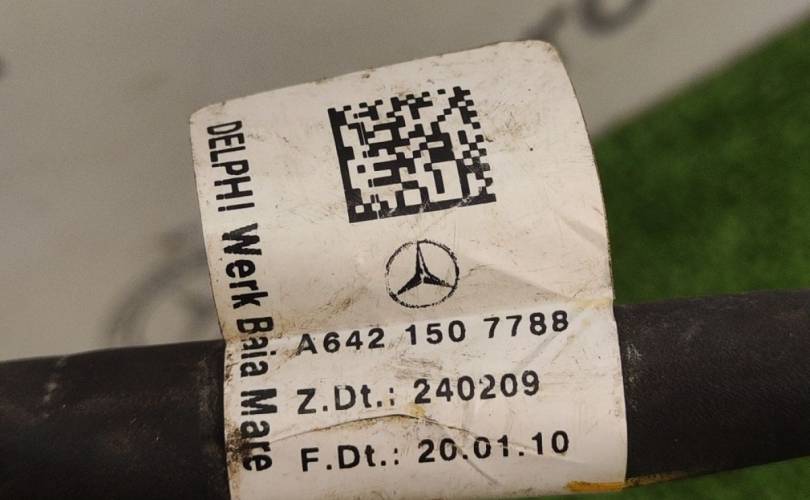 DELPHI Werk Baia Mare
A642 150 7788
Z.Dt.: 240209
F.Dt.: 20.01.10